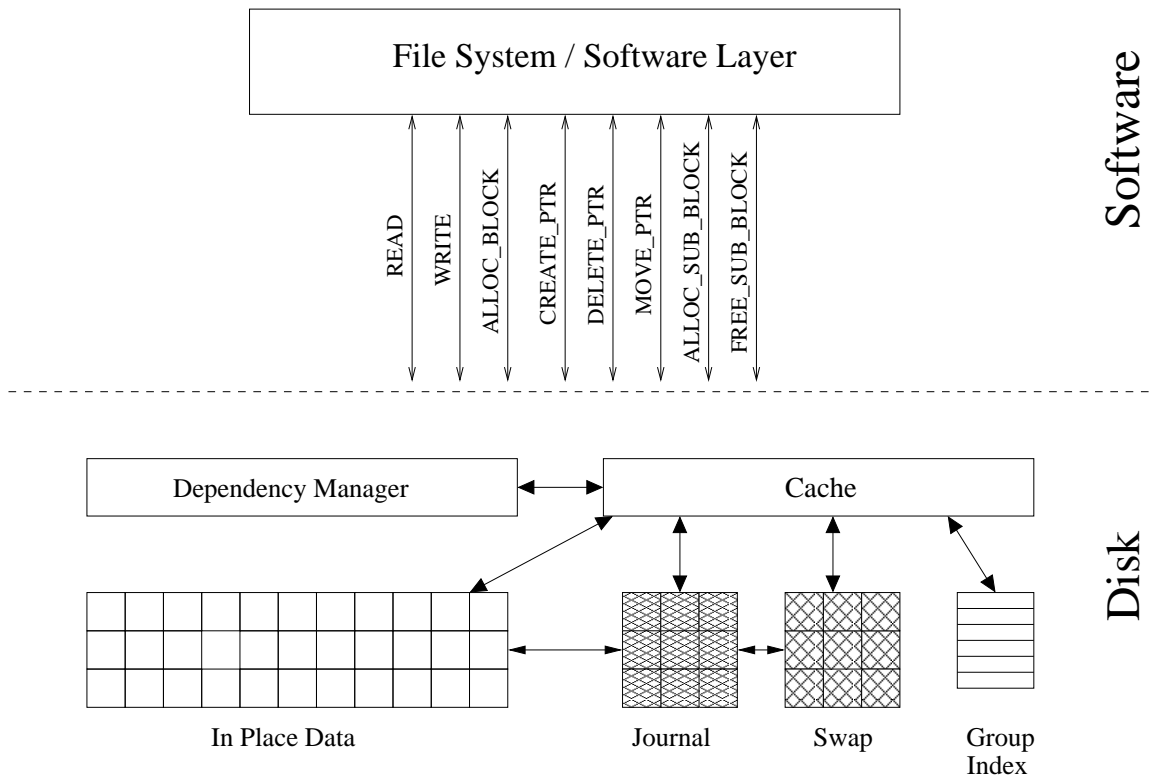 File System / Software Layer
Software
READ
WRITE
ALLOC_BLOCK
CREATE_PTR
DELETE_PTR
MOVE_PTR
ALLOC_SUB_BLOCK
FREE_SUB_BLOCK
Dependency Manager
Cache
Disk
In Place Data
Journal
Swap
Group
Index